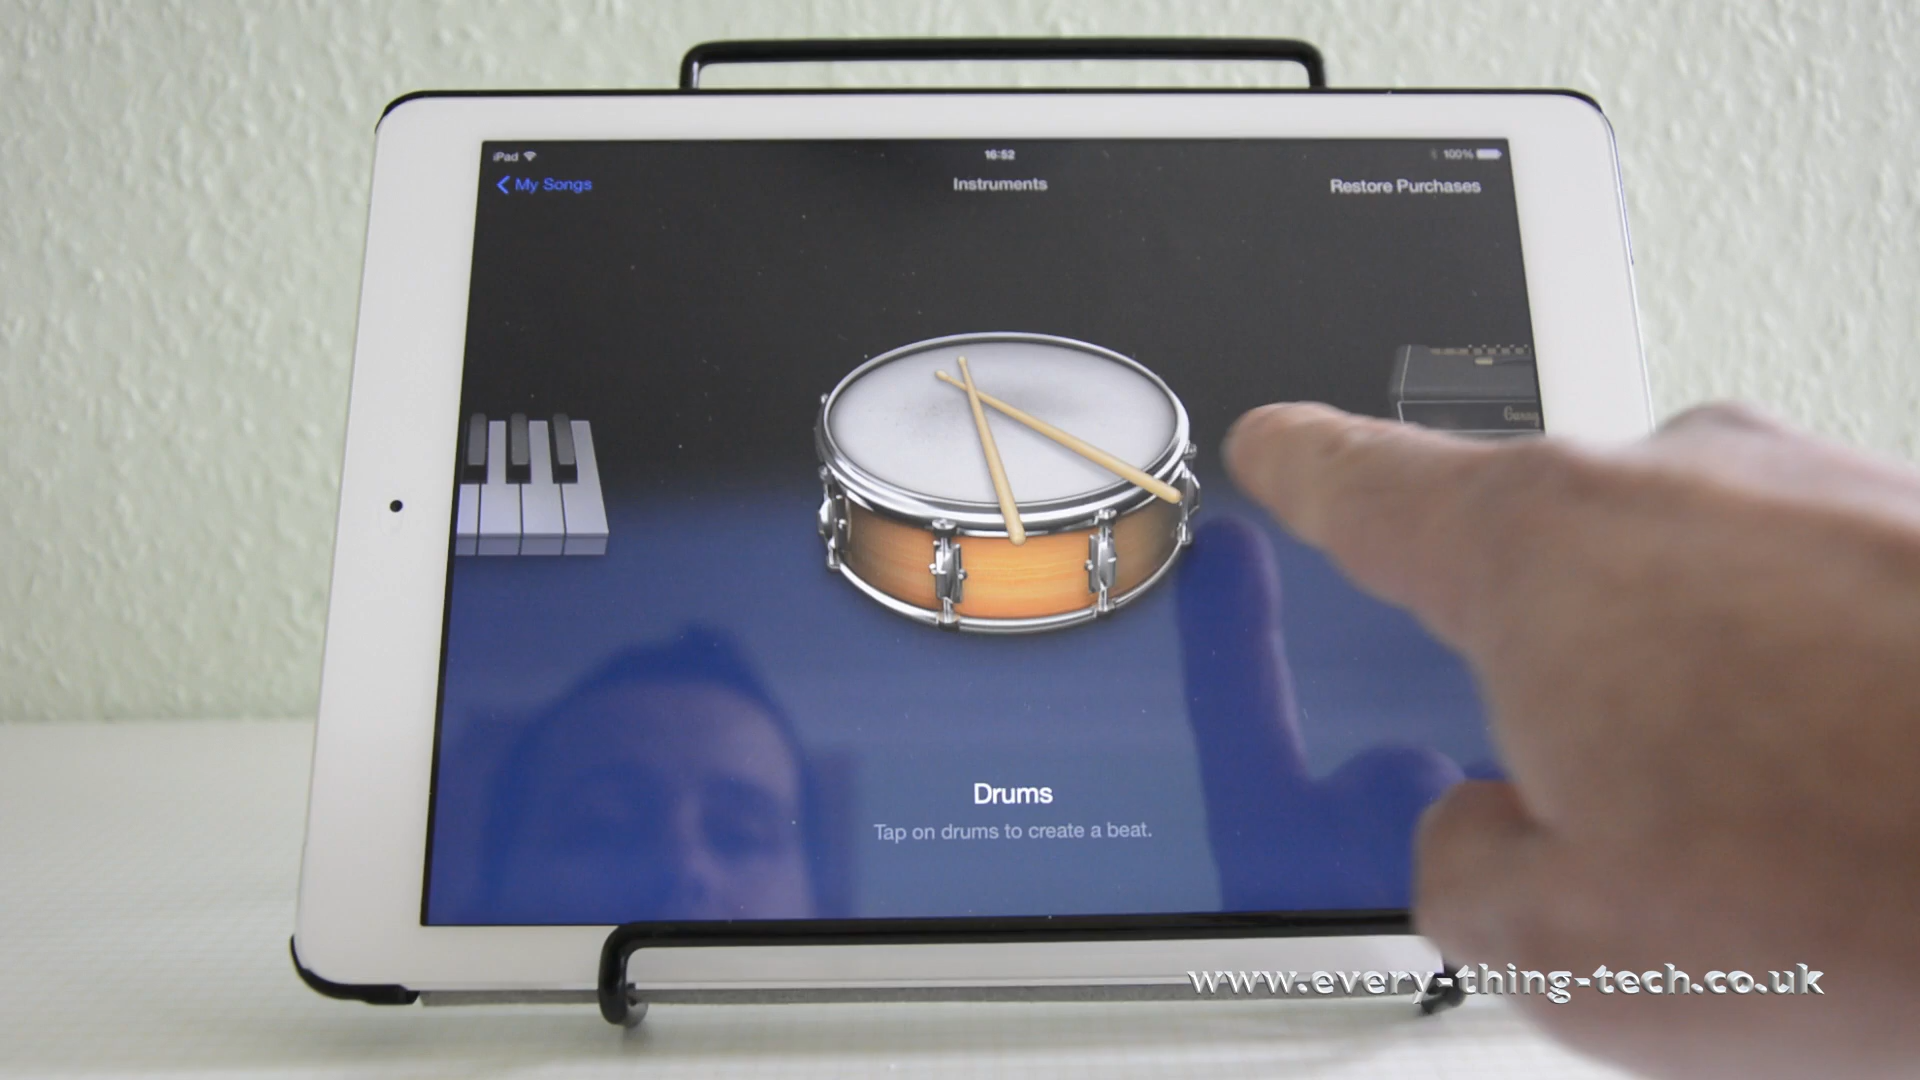 iPad
16:52
100%
My Songs
Instruments
Restore Purchases
Drums
Tap on drums to create a beat.
www.every-thing-tech.co.uk